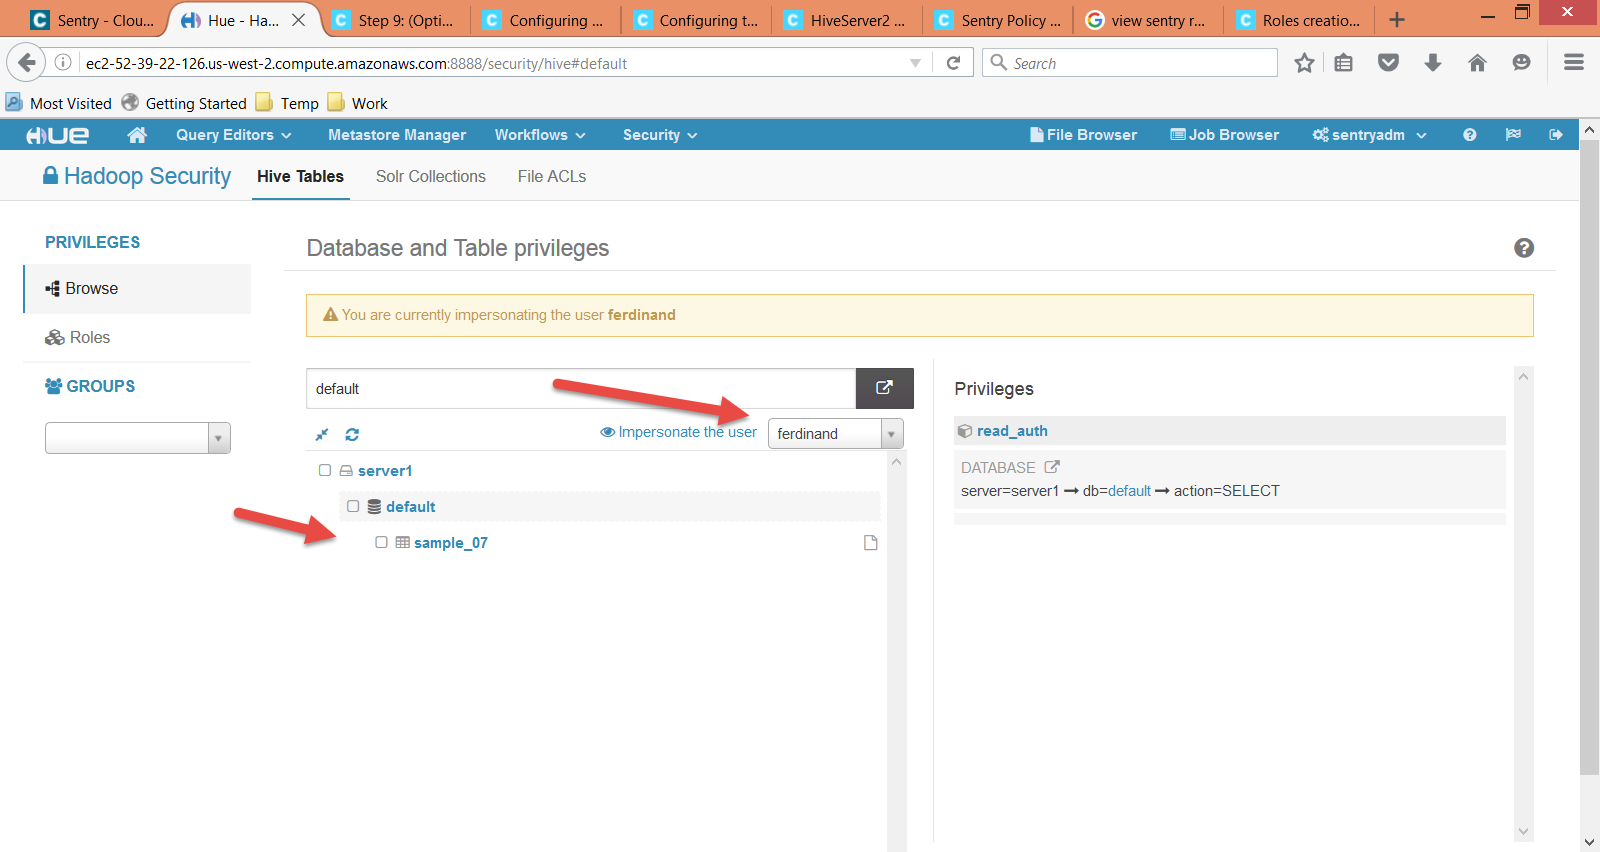 Sentry - Clou...
Hue - Ha...
Step 9: (Opti...
Configuring ...
Configuring t...
HiveServer2 ...
Sentry Policy ...
view sentry r...
Roles creatio...
ec2-52-39-22-126.us-west-2.compute.amazonaws.com:8888/security/hive#default
Search
Most Visited
Getting Started
Temp
Work
HUE
Query Editors
Metastore Manager
Workflows
Security
File Browser
Job Browser
sentryadm
Hadoop Security
Hive Tables
Solr Collections
File ACLs
PRIVILEGES
Browse
Roles
GROUPS
Database and Table privileges
You are currently impersonating the user ferdinand
default
Impersonate the user
ferdinand
server1
default
sample_07
Privileges
read_auth
DATABASE
server=server1 → db=default → action=SELECT